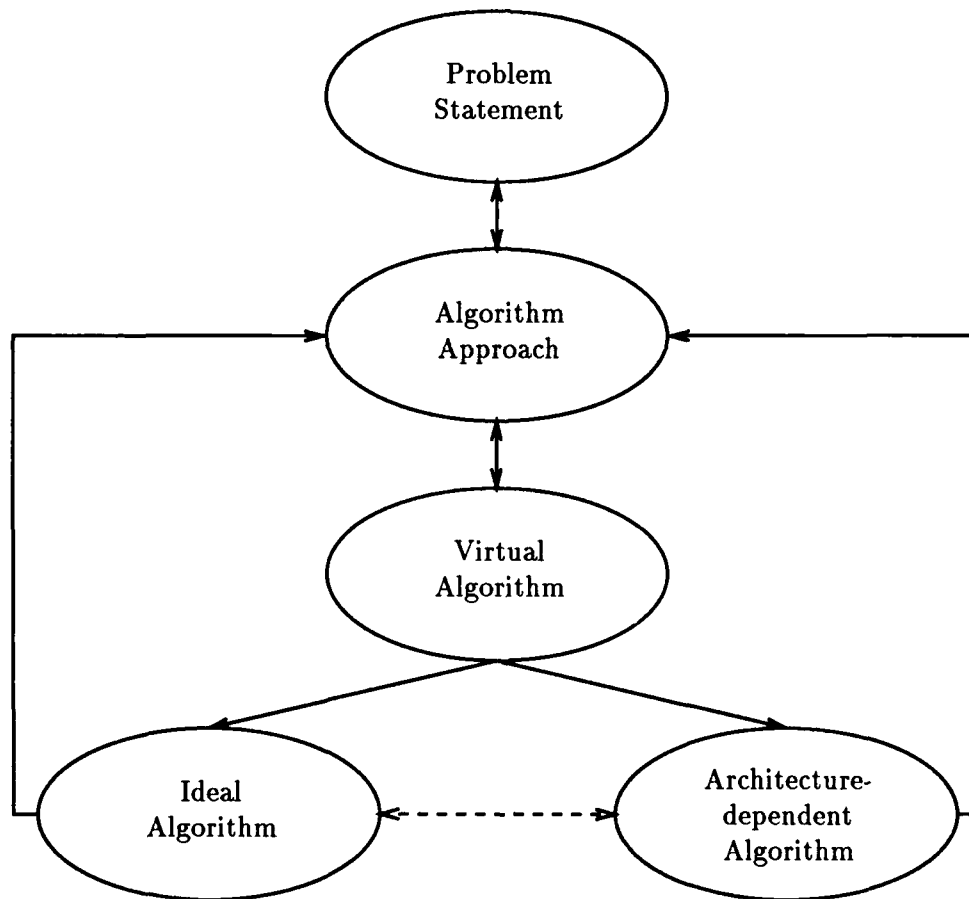 Problem
Statement
Algorithm
Approach
Virtual
Algorithm
Ideal
Algorithm
Architecture-
dependent
Algorithm